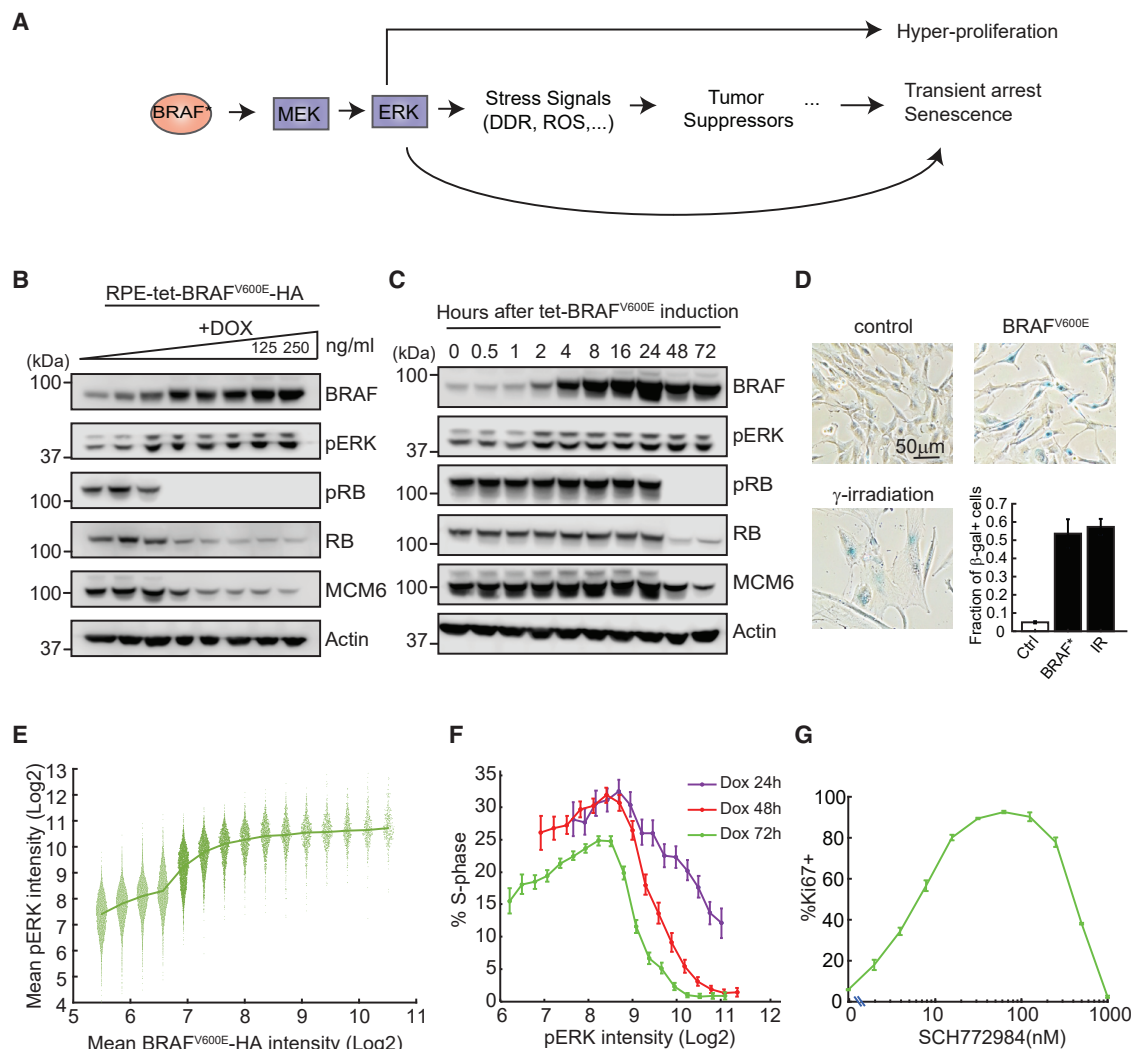 A
Hyper-proliferation
BRAF*
MEK
ERK
Stress Signals
(DDR, ROS,...)
Tumor
Suppressors
...
Transient arrest
Senescence
B
RPE-tet-BRAFV600E-HA
+DOX
125 250
ng/ml
(kDa)
100
BRAF
37
pERK
100
pRB
100
RB
100
MCM6
37
Actin
C
Hours after tet-BRAFV600E induction
(kDa)
0 0.5 1 2 4 8 16 24 48 72
100
BRAF
37
pERK
100
pRB
100
RB
100
MCM6
37
Actin
D
control
BRAFV600E
50μm
γ-irradiation
Fraction of β-gal+ cells
0.7
0.6
0.5
0.4
0.3
0.2
0.1
0
Ctrl
BRAF*
IR
E
Mean pERK intensity (Log2)
13
12
11
10
9
8
7
6
5
4
5 6 7 8 9 10 11
Mean BRAFV600E-HA intensity (Log2)
F
% S-phase
35
30
25
20
15
10
5
0
Dox 24h
Dox 48h
Dox 72h
6 7 8 9 10 11 12
pERK intensity (Log2)
G
%Ki67+
100
80
60
40
20
0
0 10 100 1000
SCH772984(nM)